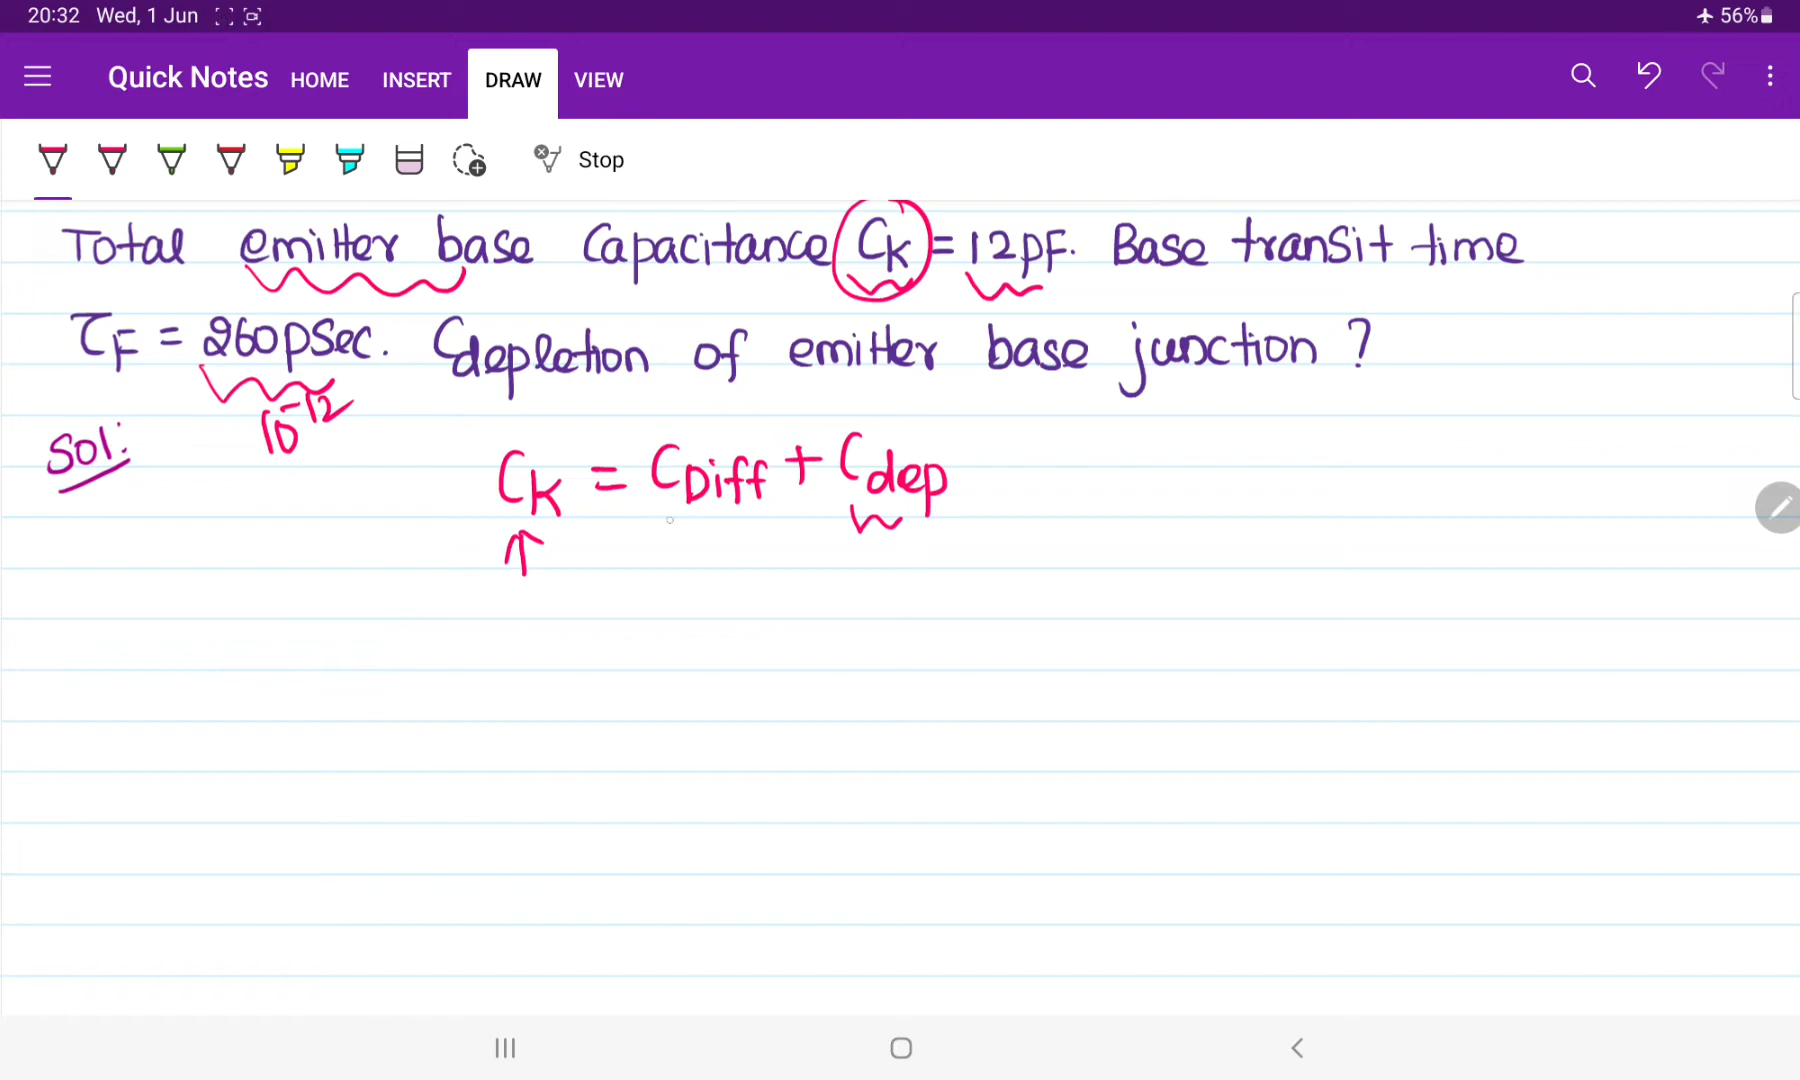 20:32 Wed, 1 Jun 56%
Quick Notes HOME INSERT DRAW VIEW
Stop
Total emitter base Capacitance CK = 12PF. Base transit time
τF = 260PSec. Cdepletion of emitter base junction ?
10-12
Sol:
CK = CDiff + Cdep